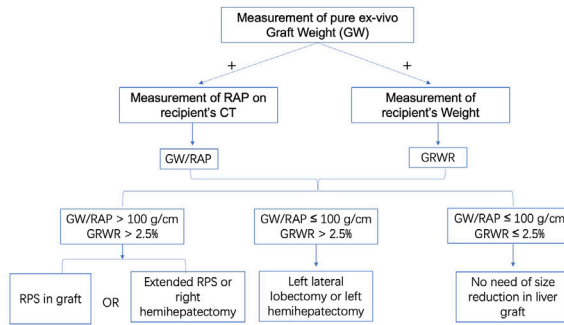 Measurement of pure ex-vivo
Graft Weight (GW)
+
+
Measurement of RAP on
recipient's CT
Measurement of
recipient's Weight
GW/RAP
GRWR
GW/RAP > 100 g/cm
GRWR > 2.5%
GW/RAP ≤ 100 g/cm
GRWR > 2.5%
GW/RAP ≤ 100 g/cm
GRWR ≤ 2.5%
RPS in graft
OR
Extended RPS or
right
hemihepatectomy
Left lateral
lobectomy or left
hemihepatectomy
No need of size
reduction in liver
graft